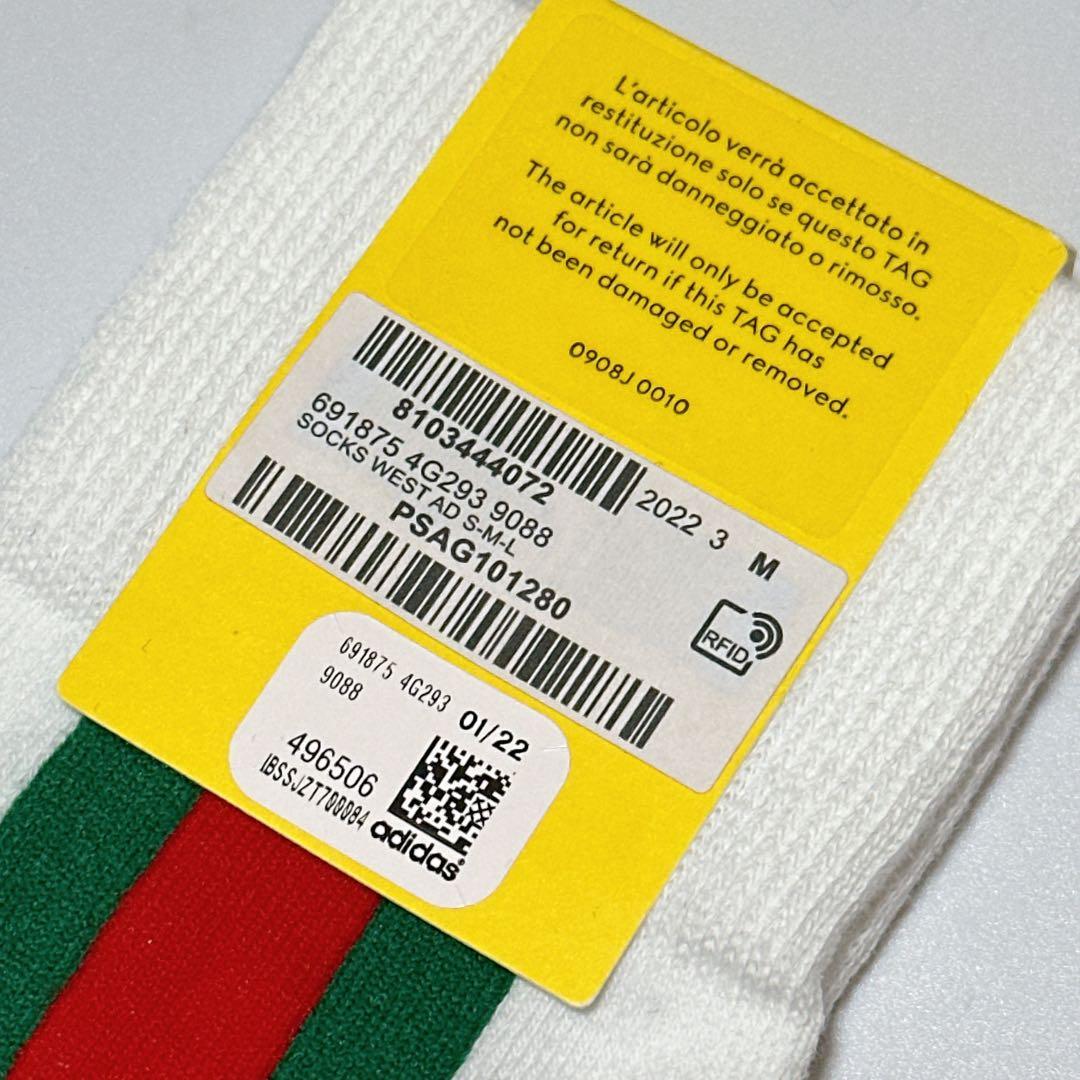 L'articolo verrà accettato in
restituzione solo se questo TAG
non sarà danneggiato o rimosso.
The article will only be accepted
for return if this TAG has
not been damaged or removed.
0908J0010
8103444072
2022 3 M
691875 4G293 9088
SOCKS WEST AD S-M-L
PSAG101280
RFID
691875 4G293
9088
01/22
496506
IBSSJZT700084
adidas